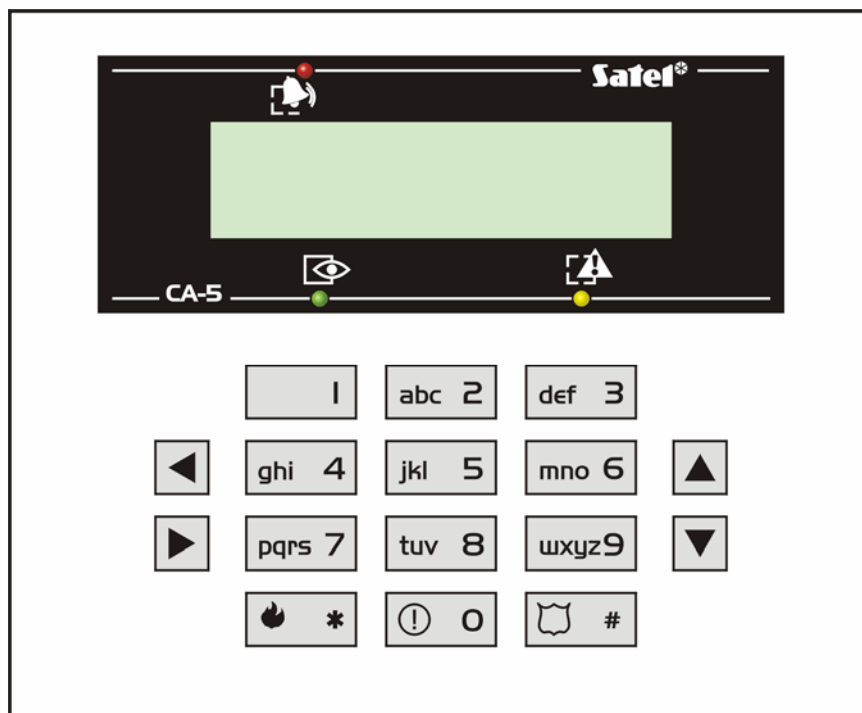 Satel®
CA-5
1
abc 2
def 3
ghi 4
jkl 5
mno 6
pqrs 7
tuv 8
wxyz9
*
! 0
#